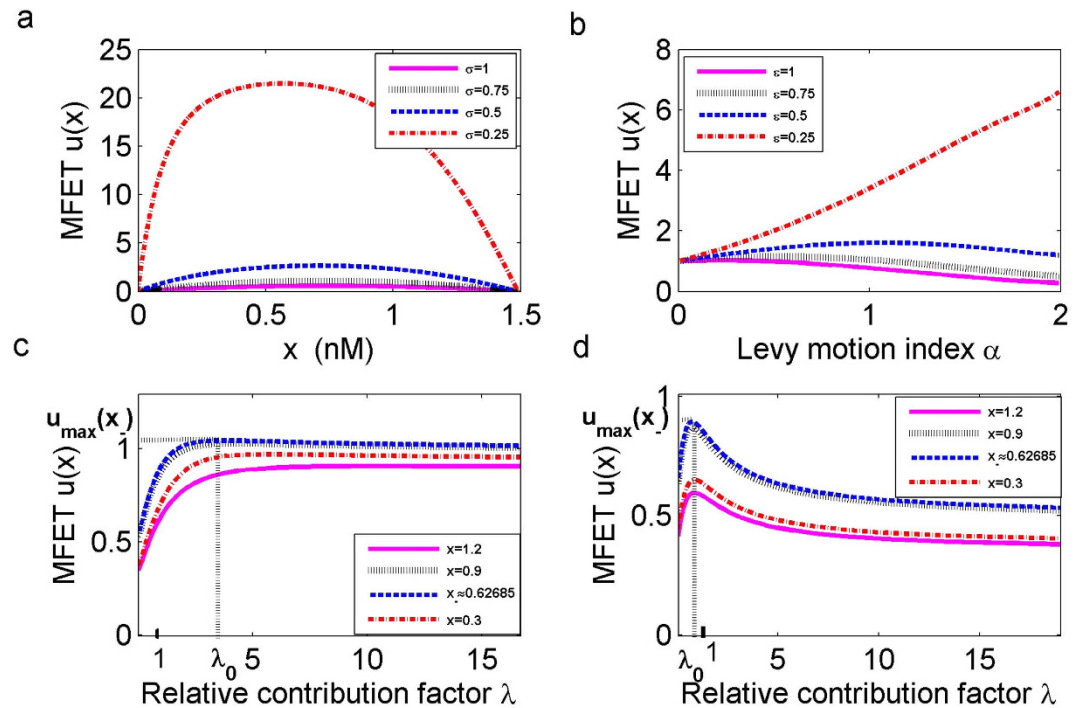 a
25
20
15
10
5
0
MFET u(x)
σ=1
σ=0.75
σ=0.5
σ=0.25
0 0.5 1 1.5
x (nM)
b
8
6
4
2
0
MFET u(x)
ε=1
ε=0.75
ε=0.5
ε=0.25
0 1 2
Levy motion index α
c
u_max(x_)
1
0.5
0
MFET u(x)
x=1.2
x=0.9
x_≈0.62685
x=0.3
1 λ₀ 5 10 15
Relative contribution factor λ
d
1
u_max(x_)
0.5
0
MFET u(x)
x=1.2
x=0.9
x_≈0.62685
x=0.3
λ₀ 1 5 10 15
Relative contribution factor λ